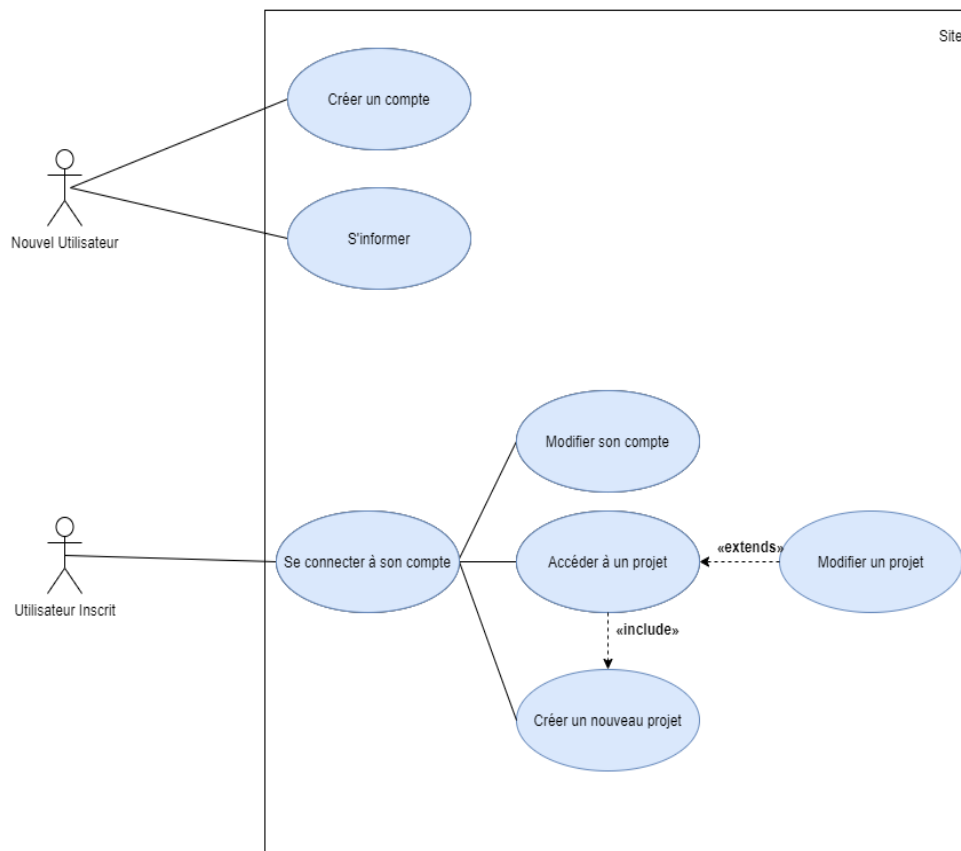 Site
Créer un compte
S'informer
Nouvel Utilisateur
Modifier son compte
Se connecter à son compte
Accéder à un projet
«extends»
Modifier un projet
Utilisateur Inscrit
«include»
Créer un nouveau projet